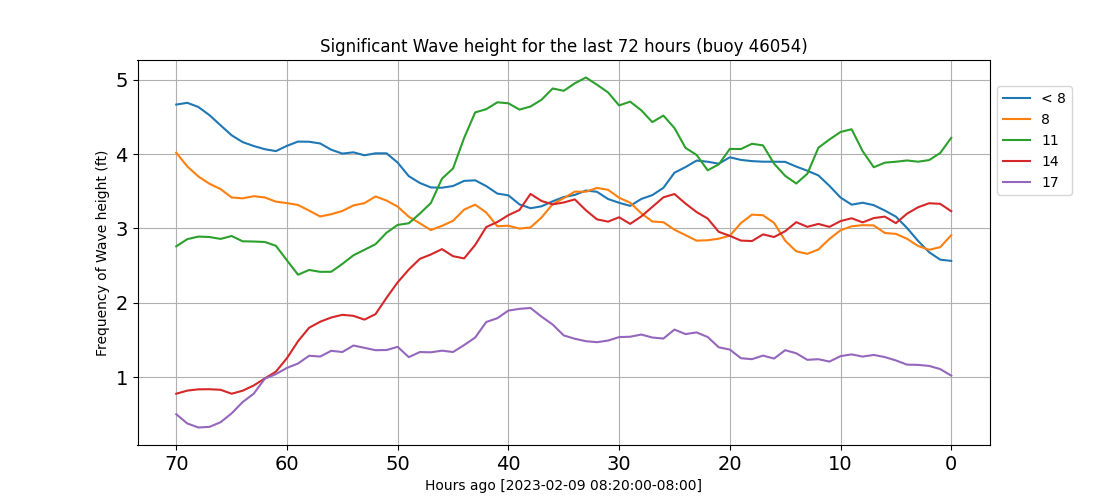 Significant Wave height for the last 72 hours (buoy 46054)
Frequency of Wave height (ft)
5
4
3
2
1
70 60 50 40 30 20 10 0
Hours ago [2023-02-09 08:20:00-08:00]
< 8
8
11
14
17